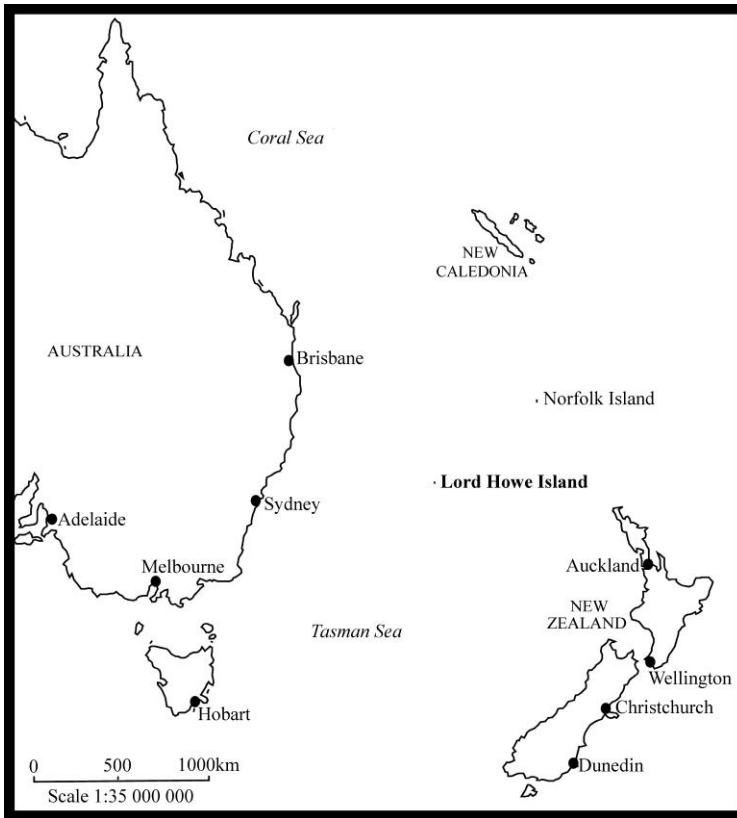 Coral Sea
NEW
CALEDONIA
AUSTRALIA
Brisbane
Norfolk Island
Lord Howe Island
Sydney
Adelaide
Melbourne
Auckland
NEW
ZEALAND
Tasman Sea
Wellington
Hobart
Christchurch
Dunedin
0 500 1000km
Scale 1:35 000 000